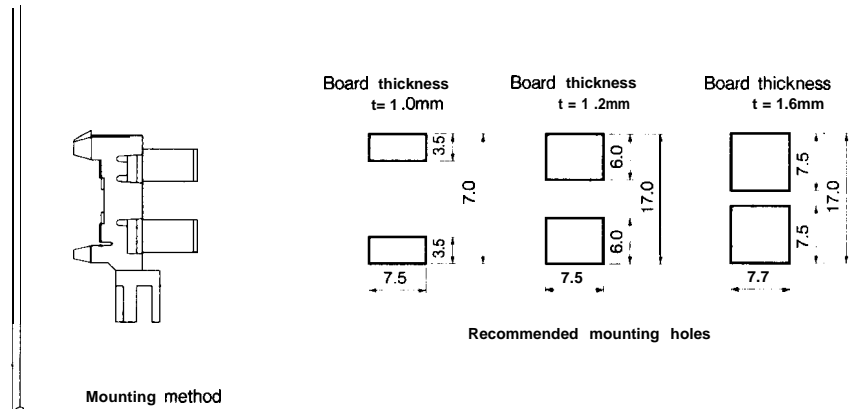 Board thickness
t= 1 .0mm
3.5
7.0
3.5
7.5
Board thickness
t = 1 .2mm
6.0
17.0
6.0
7.5
Board thickness
t = 1.6mm
7.5
17.0
7.5
7.7
Recommended mounting holes
Mounting method